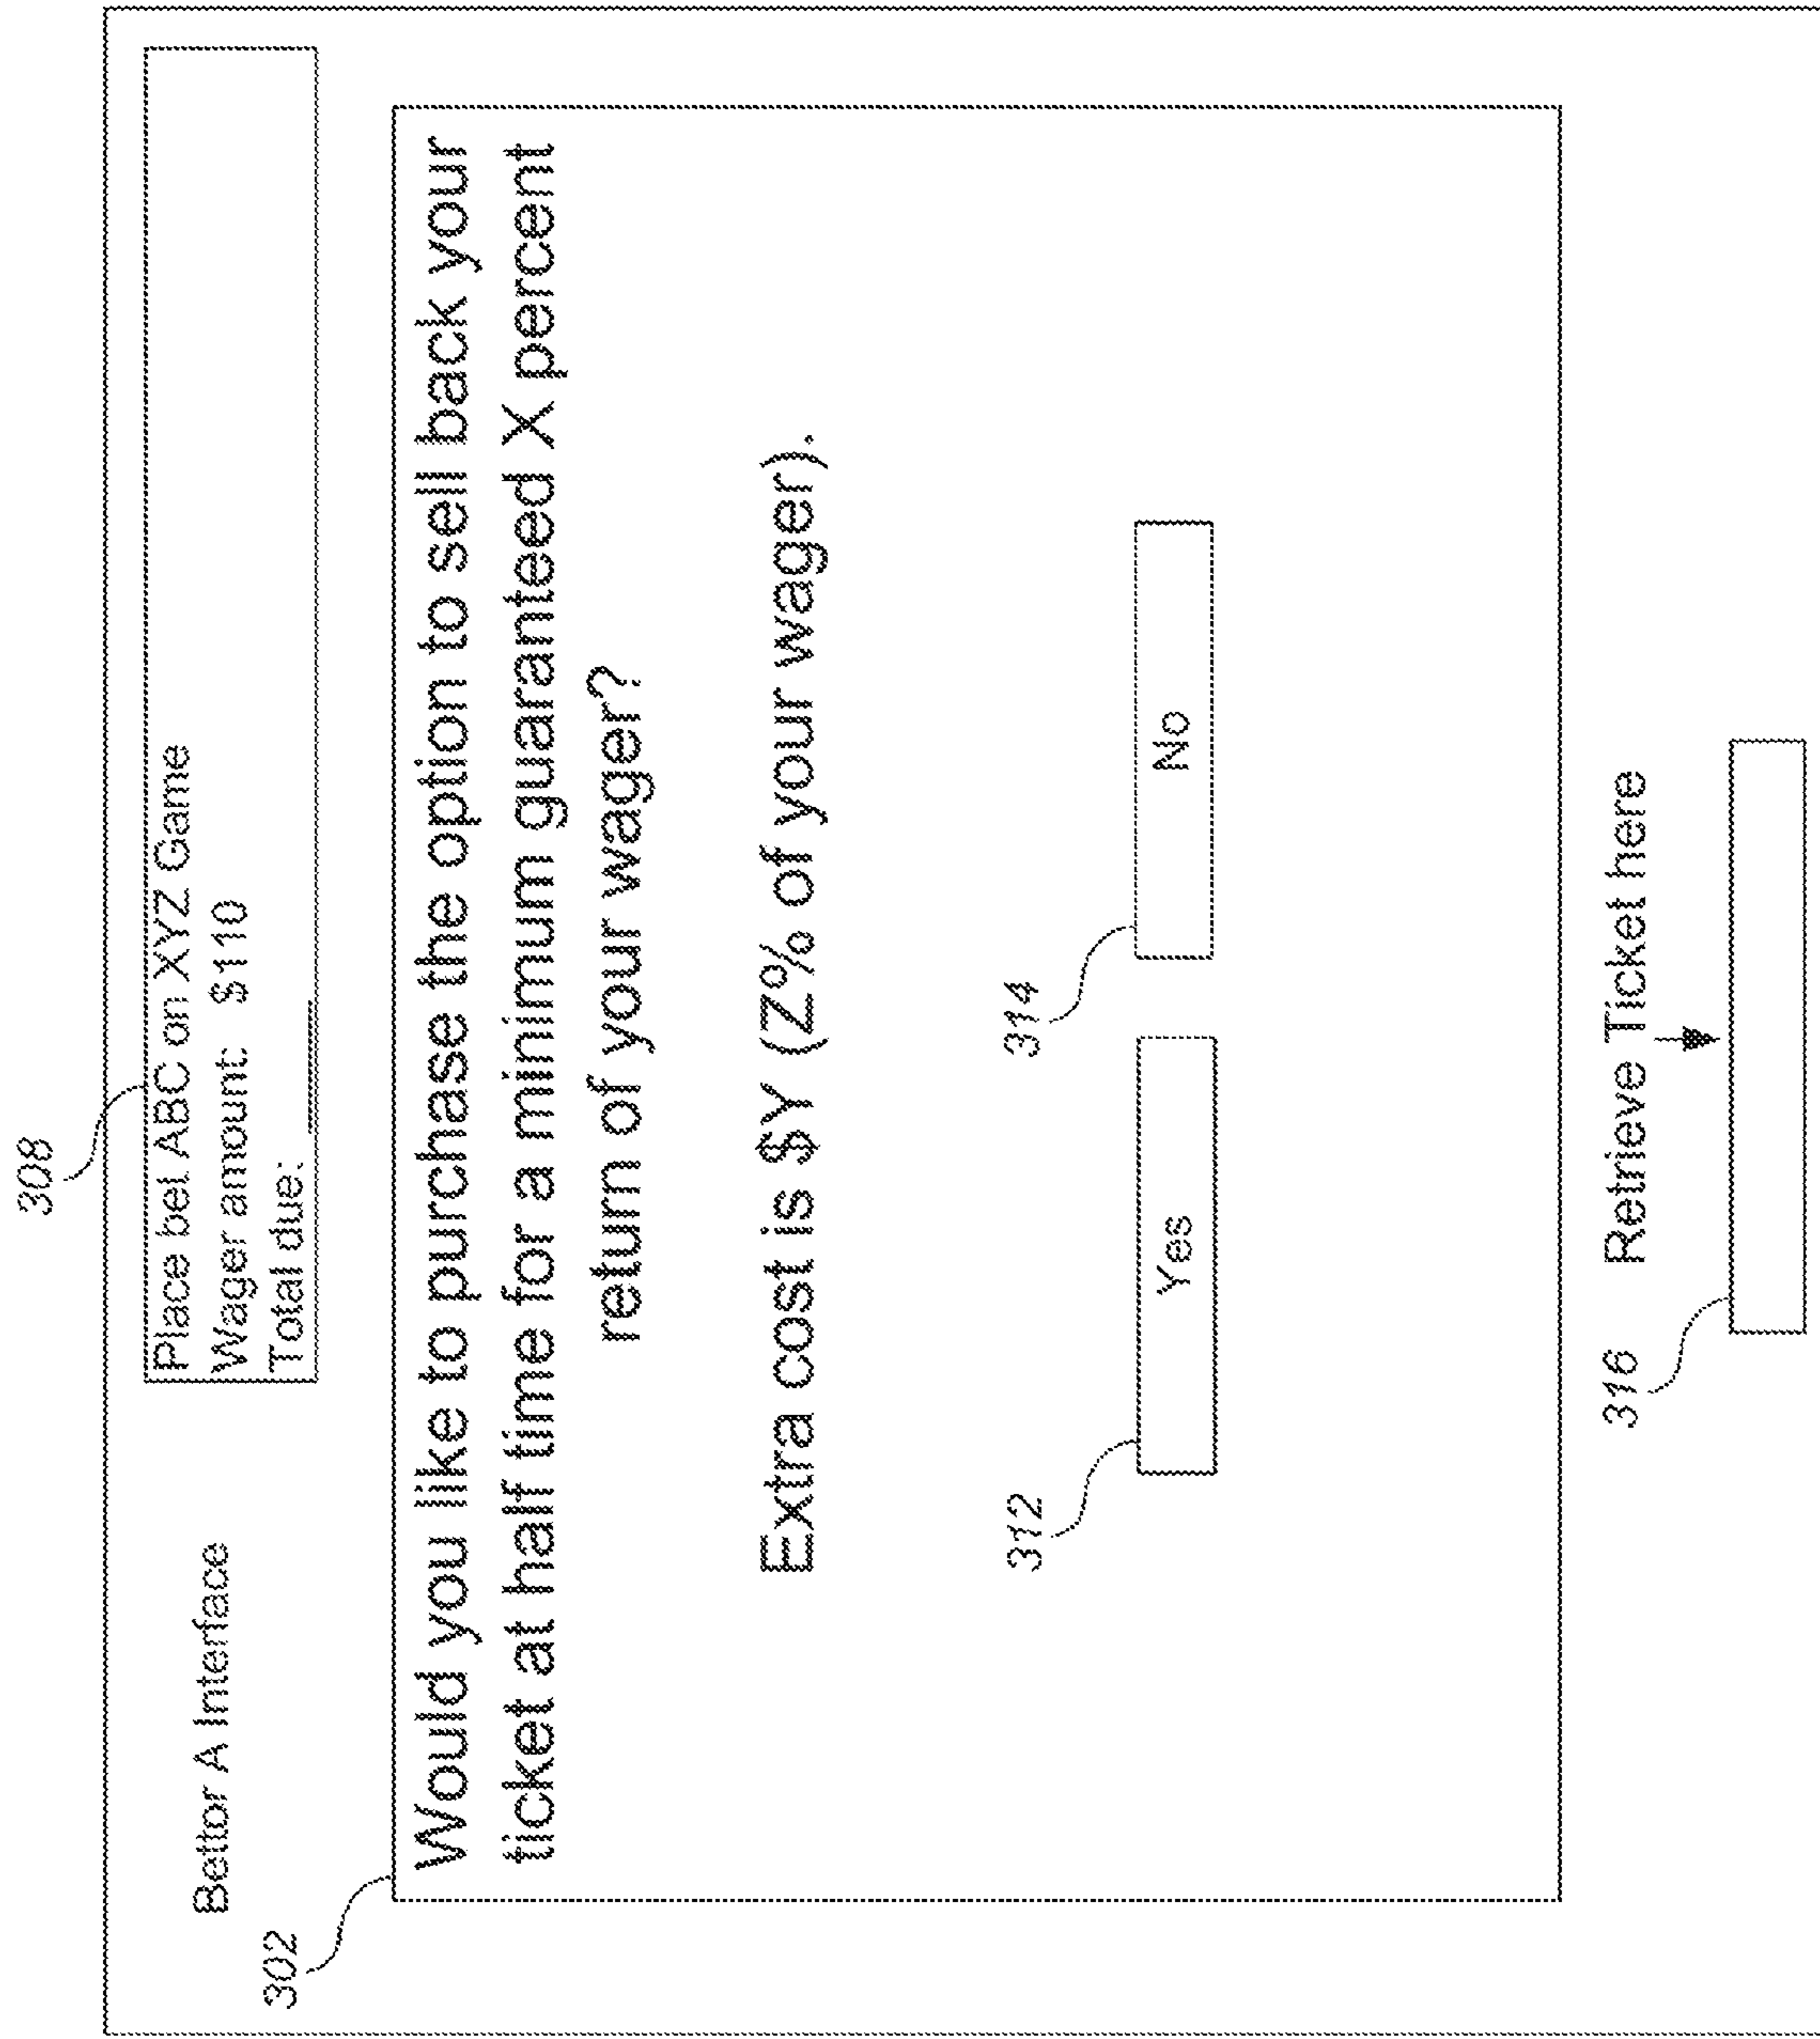 308
Bettor A Interface
Place bet ABC on XYZ Game
Wager amount: $110
Total due:
302
Would you like to purchase the option to sell back your
ticket at half time for a minimum guaranteed X percent
return of your wager?
Extra cost is $Y (Z% of your wager).
312
314
Yes
No
316
Retrieve Ticket here